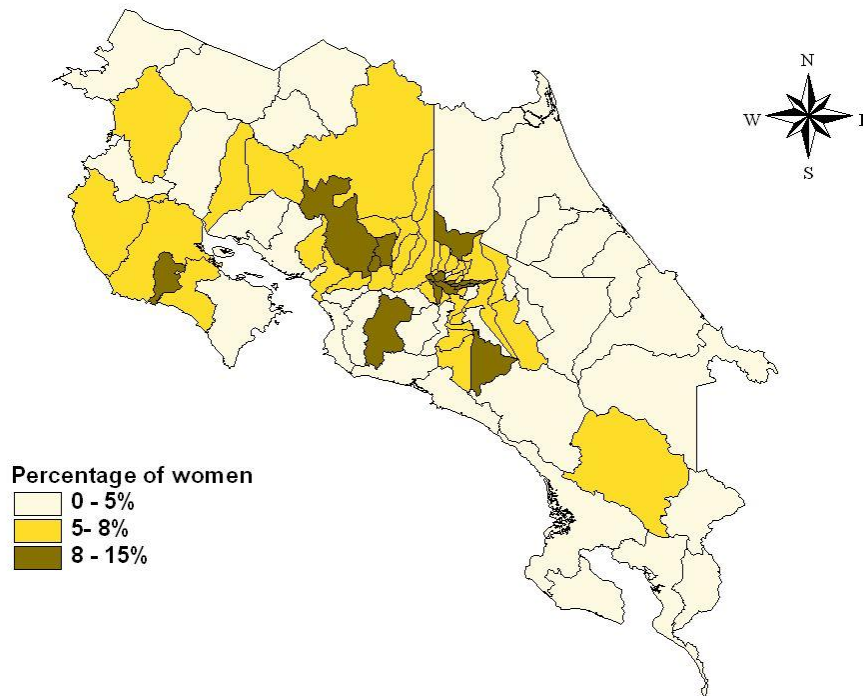 N
W
E
S
Percentage of women
0 - 5%
5- 8%
8 - 15%